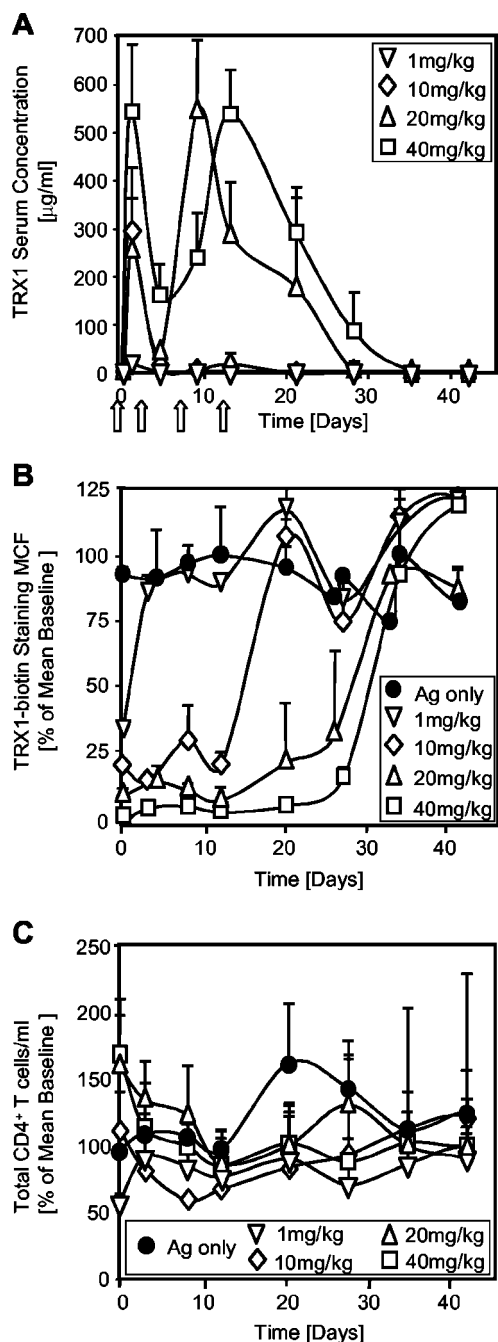 A
TRX1 Serum Concentration
[µg/ml]
700
600
500
400
300
200
100
0
1mg/kg
10mg/kg
20mg/kg
40mg/kg
0 10 20 30 40
Time [Days]
B
TRX1-biotin Staining MCF
[% of Mean Baseline ]
125
100
75
50
25
0
Ag only
1mg/kg
10mg/kg
20mg/kg
40mg/kg
0 10 20 30 40
Time [Days]
C
Total CD4⁺ T cells/ml
[% of Mean Baseline ]
250
200
150
100
50
0
Ag only 1mg/kg 20mg/kg
10mg/kg 40mg/kg
0 10 20 30 40
Time [Days]